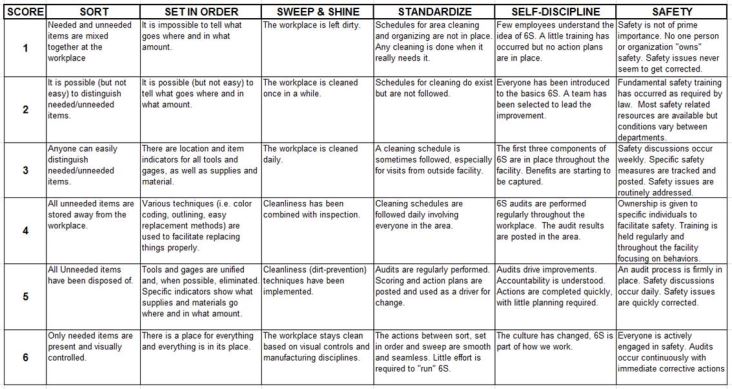 SCORE SORT SET IN ORDER SWEEP & SHINE STANDARDIZE SELF-DISCIPLINE SAFETY
1
Needed and unneeded
items are mixed
together at the
workplace
It is impossible to tell what
goes where and in what
amount.
The workplace is left dirty.
Schedules for area cleaning
and organizing are not in place.
Any cleaning is done when it
really needs it.
Few employees understand the
idea of 6S. A little training has
occurred but no action plans
are in place.
Safety is not of prime
importance. No one person
or organization "owns"
safety. Safety issues never
seem to get corrected.
2
It is possible (but not
easy) to distinguish
needed/unneeded
items.
It is possible (but not easy) to
tell what goes where and in
what amount.
The workplace is cleaned
once in a while.
Schedules for cleaning do exist
but are not followed.
Everyone has been introduced
to the basics 6S. A team has
been selected to lead the
improvement.
Fundamental safety training
has occurred as required by
law. Most safety related
resources are available but
conditions vary between
departments.
3
Anyone can easily
distinguish
needed/unneeded
items.
There are location and item
indicators for all tools and
gages, as well as supplies and
material.
The workplace is cleaned
daily.
A cleaning schedule is
sometimes followed, especially
for visits from outside facility.
The first three components of
6S are in place throughout the
facility. Benefits are starting to
be captured.
Safety discussions occur
weekly. Specific safety
measures are tracked and
posted. Safety issues are
routinely addressed.
4
All unneeded items are
stored away from the
workplace.
Various techniques (i.e. color
coding, outlining, easy
replacement methods) are
used to facilitate replacing
things properly.
Cleanliness has been
combined with inspection.
Cleaning schedules are
followed daily involving
everyone in the area.
6S audits are performed
regularly throughout the
workplace. The audit results
are posted in the area.
Ownership is given to
specific individuals to
facilitate safety. Training is
held regularly and
throughout the facility
focusing on behaviors.
5
All Unneeded items
have been disposed of.
Tools and gages are unified
and, when possible, eliminated.
Specific indicators show what
supplies and materials go
where and in what amount.
Cleanliness (dirt-prevention)
techniques have been
implemented.
Audits are regularly performed.
Scoring and action plans are
posted and used as a driver for
change.
Audits drive improvements.
Accountability is understood.
Actions are completed quickly,
with little planning required.
An audit process is firmly in
place. Safety discussions
occur daily. Safety issues
are quickly corrected.
6
Only needed items are
present and visually
controlled.
There is a place for everything
and everything is in its place.
The workplace stays clean
based on visual controls and
manufacturing disciplines.
The actions between sort, set
in order and sweep are smooth
and seamless. Little effort is
required to "run" 6S.
The culture has changed, 6S is
part of how we work.
Everyone is actively
engaged in safety. Audits
occur continuously with
immediate corrective actions